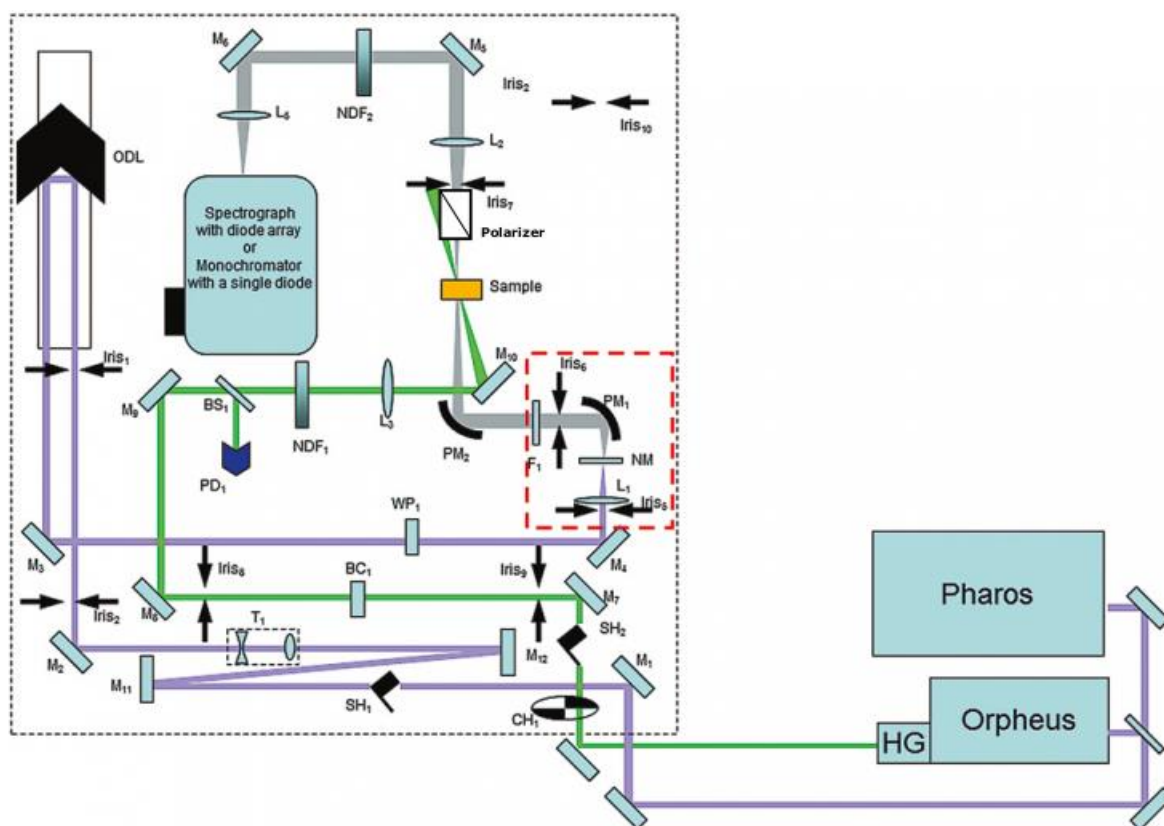 M6
M5
Iris2
Iris10
NDF2
L5
L2
ODL
Iris7
Spectrograph
with diode array
or
Monochromator
with a single diode
Polarizer
Sample
Iris1
M10
Iris6
PM1
M9
BS1
L3
NDF1
PM2
F1
NM
PD1
L1
Iris5
WP1
M3
M4
Iris8
BC1
Iris9
M7
Pharos
M8
SH2
Iris2
T1
M2
M12
M1
M11
SH1
CH1
Orpheus
HG